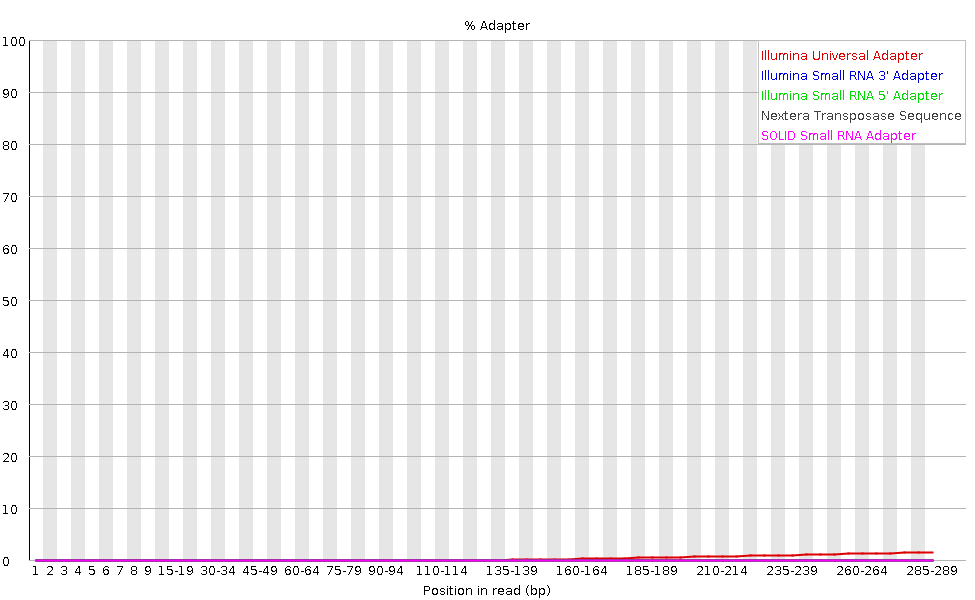 % Adapter
100
90
80
70
60
50
40
30
20
10
0
Illumina Universal Adapter
Illumina Small RNA 3' Adapter
Illumina Small RNA 5' Adapter
Nextera Transposase Sequence
SOLID Small RNA Adapter
1 2 3 4 5 6 7 8 9 15-19 30-34 45-49 60-64 75-79 90-94 110-114 135-139 160-164 185-189 210-214 235-239 260-264 285-289
Position in read (bp)